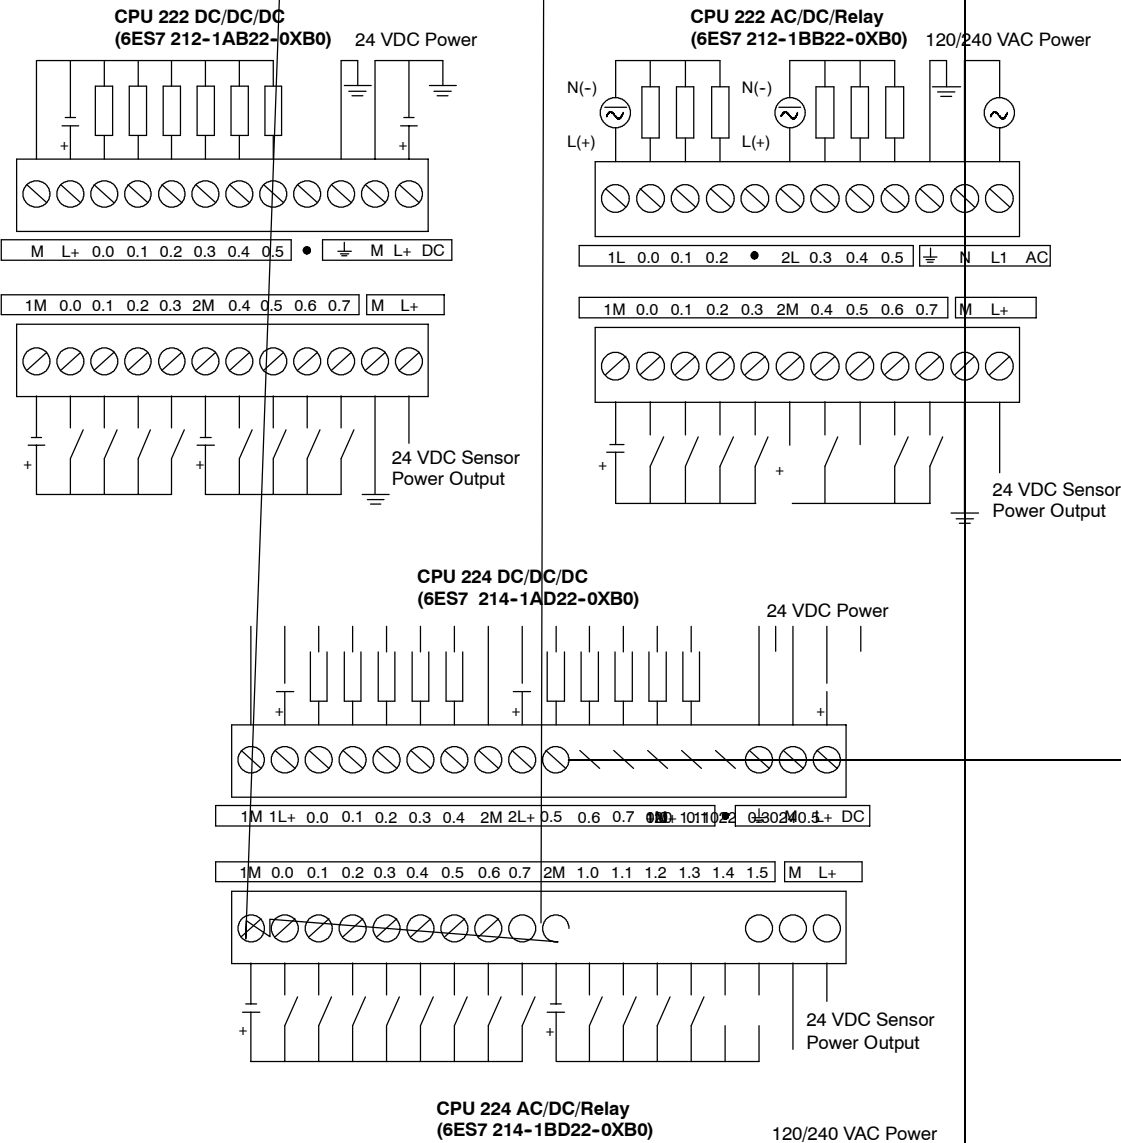 CPU 222 DC/DC/DC
(6ES7 212-1AB22-0XB0)
24 VDC Power
+
+
M L+ 0.0 0.1 0.2 0.3 0.4 0.5 M L+ DC
1M 0.0 0.1 0.2 0.3 2M 0.4 0.5 0.6 0.7 M L+
+
+
24 VDC Sensor
Power Output
CPU 222 AC/DC/Relay
(6ES7 212-1BB22-0XB0)
120/240 VAC Power
N(-)
N(-)
L(+)
L(+)
1L 0.0 0.1 0.2 2L 0.3 0.4 0.5 N L1 AC
1M 0.0 0.1 0.2 0.3 2M 0.4 0.5 0.6 0.7 M L+
+
+
24 VDC Sensor
Power Output
CPU 224 DC/DC/DC
(6ES7 214-1AD22-0XB0)
24 VDC Power
+
+
+
1M 1L+ 0.0 0.1 0.2 0.3 0.4 2M 2L+ 0.5 0.6 0.7 DC
1M 0.0 0.1 0.2 0.3 0.4 0.5 0.6 0.7 2M 1.0 1.1 1.2 1.3 1.4 1.5 M L+
+
+
24 VDC Sensor
Power Output
CPU 224 AC/DC/Relay
(6ES7 214-1BD22-0XB0)
120/240 VAC Power